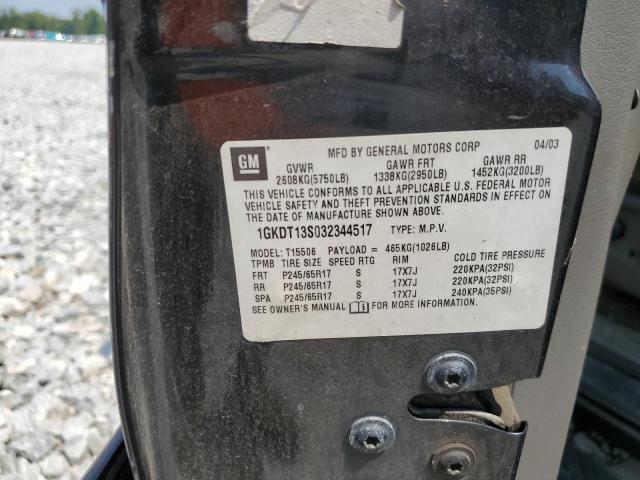 MFD BY GENERAL MOTORS CORP 04/03
GM
GVWR GAWR FRT GAWR RR
2608KG(5750LB) 1338KG(2950LB) 1452KG(3200LB)
THIS VEHICLE CONFORMS TO ALL APPLICABLE U.S. FEDERAL MOTOR
VEHICLE SAFETY AND THEFT PREVENTION STANDARDS IN EFFECT ON
THE DATE OF MANUFACTURE SHOWN ABOVE.
1GKDT13S032344517 TYPE: M.P.V.
MODEL: T15506 PAYLOAD = 465KG(1026LB)
TPMB TIRE SIZE SPEED RTG RIM COLD TIRE PRESSURE
FRT P245/65R17 S 17X7J 220KPA(32PSI)
RR P245/65R17 S 17X7J 220KPA(32PSI)
SPA P245/65R17 S 17X7J 240KPA(35PSI)
SEE OWNER'S MANUAL FOR MORE INFORMATION.